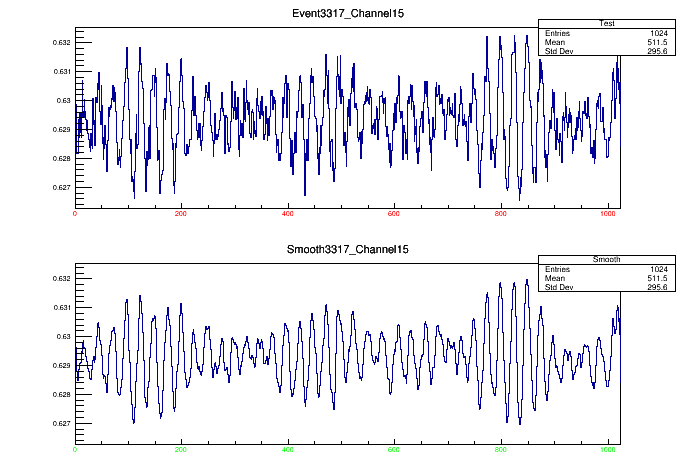 Event3317_Channel15
Test
Entries 1024
Mean 511.5
Std Dev 295.6
0.632
0.631
0.63
0.629
0.628
0.627
0 200 400 600 800 1000
Smooth3317_Channel15
Smooth
Entries 1024
Mean 511.5
Std Dev 295.6
0.632
0.631
0.63
0.629
0.628
0.627
0 200 400 600 800 1000